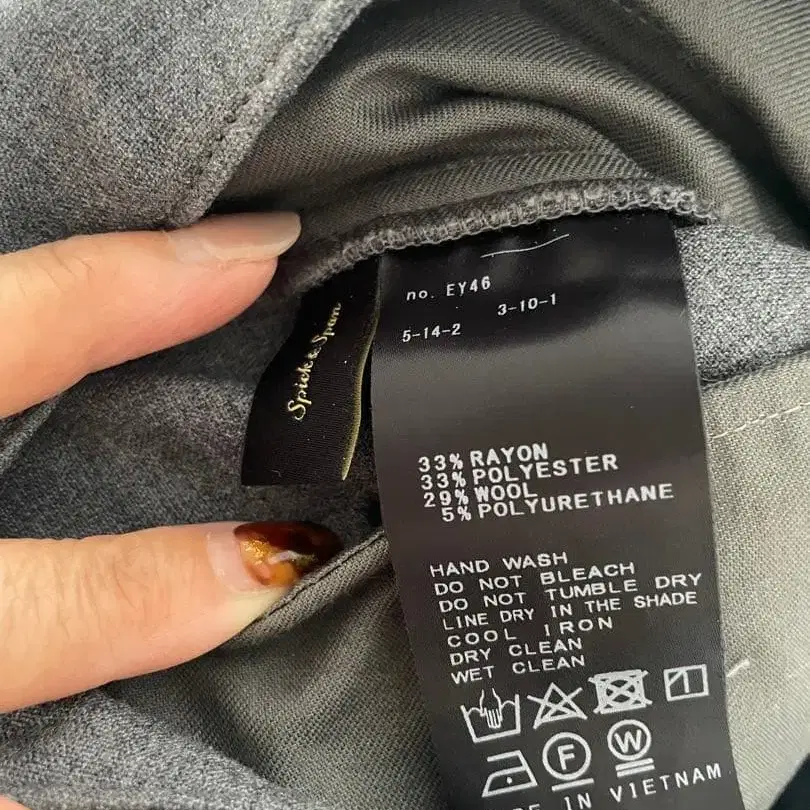 Spick & Span
no. EY46
5-14-2 3-10-1
33% RAYON
33% POLYESTER
29% WOOL
5% POLYURETHANE
HAND WASH
DO NOT BLEACH
DO NOT TUMBLE DRY
LINE DRY IN THE SHADE
COOL IRON
DRY CLEAN
WET CLEAN
F W
IN VIETNAM